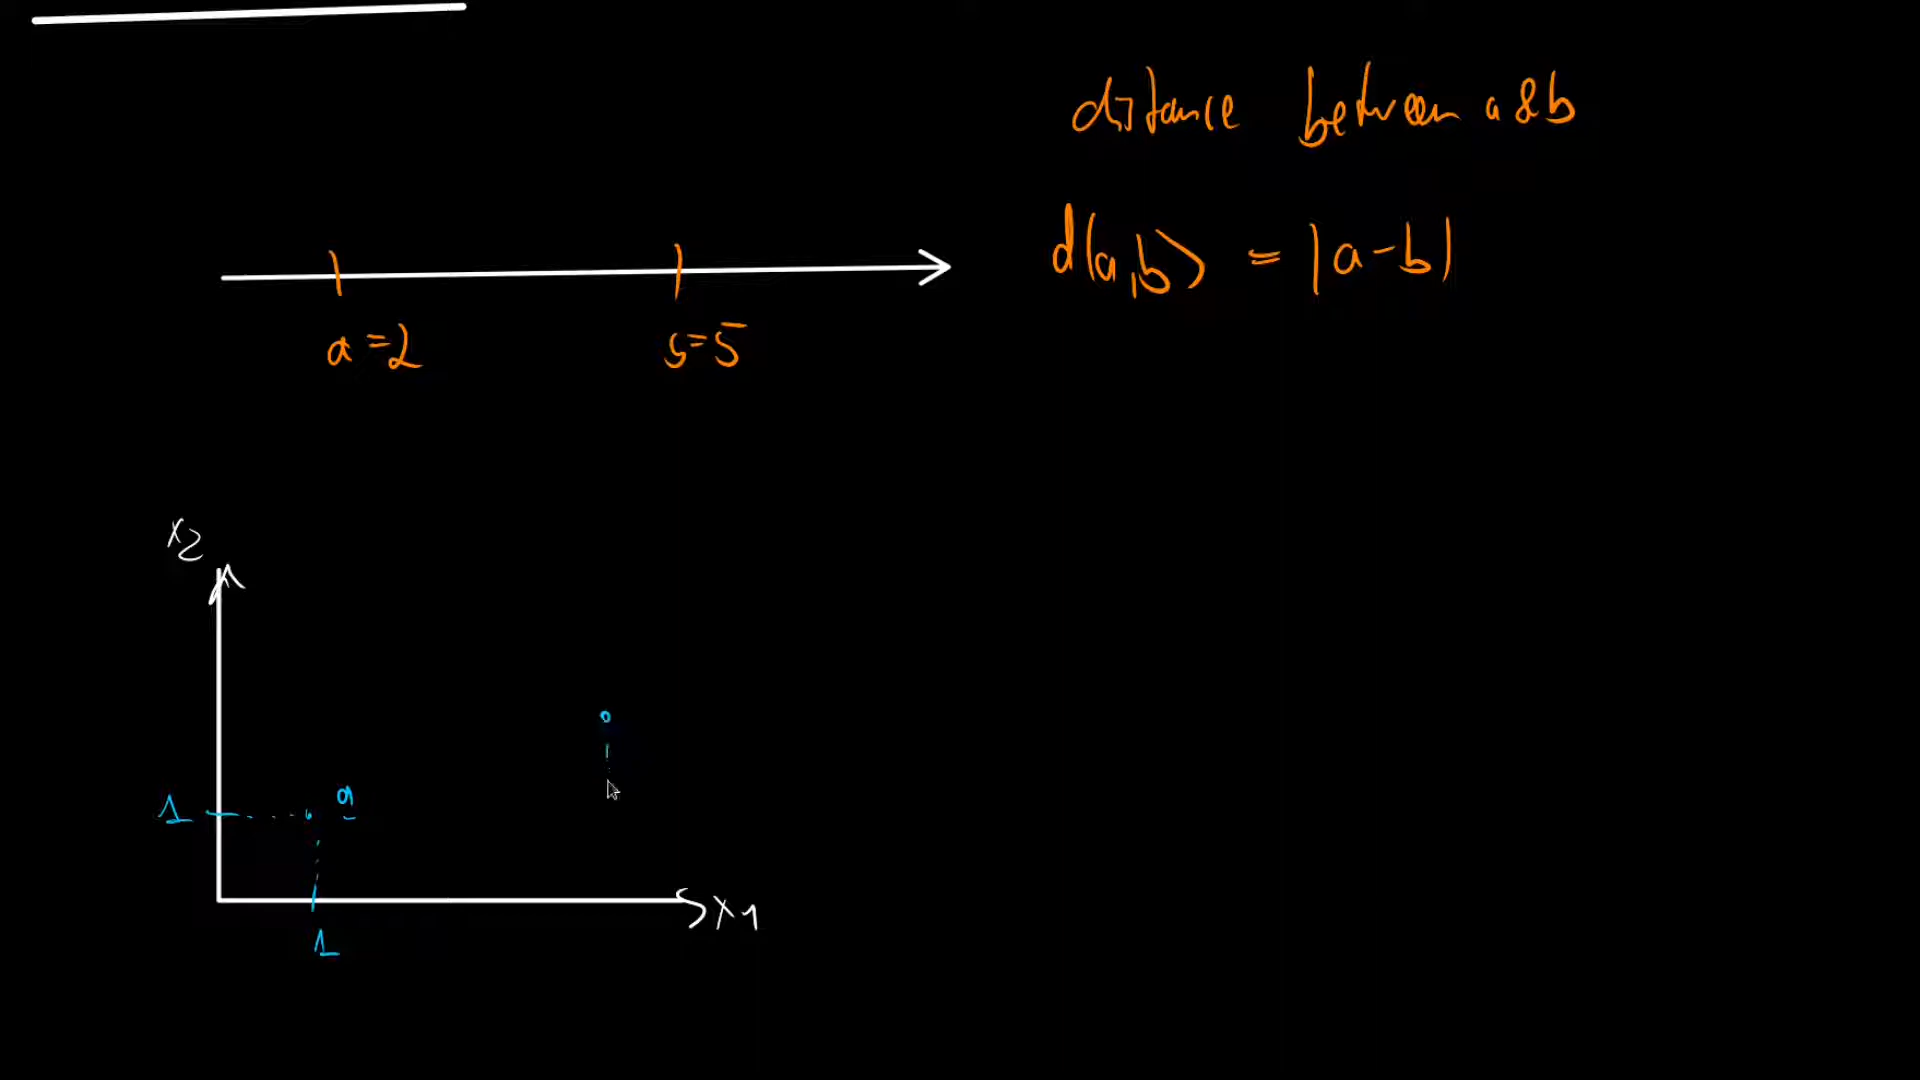 distance between a & b
d(a,b) = |a-b|
a=2
b=5
x2
a
1
x1
1